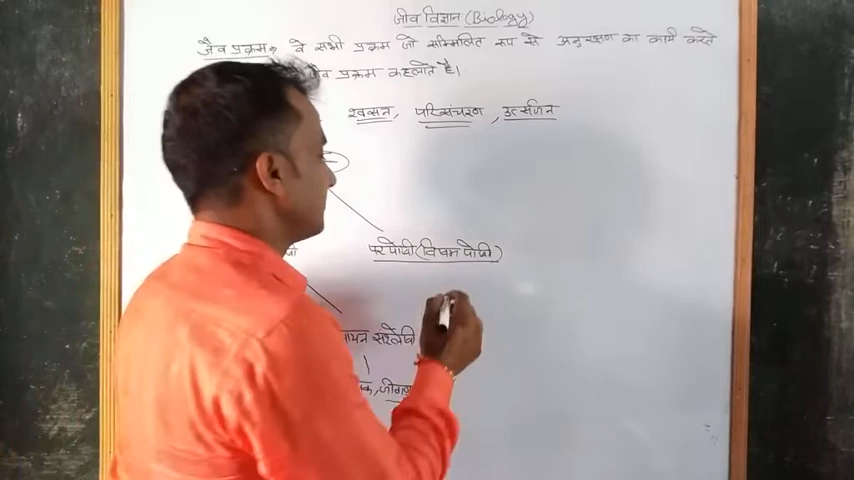 जीव विज्ञान (Biology)
जैव प्रक्रम→ वे सभी प्रक्रम जो सम्मिलित रूप से अनुरक्षण का कार्य करते
जैव प्रक्रम कहलाते है।
श्वसन, परिसंचरण, उत्सर्जन
परपोषी (विषमपोषी)